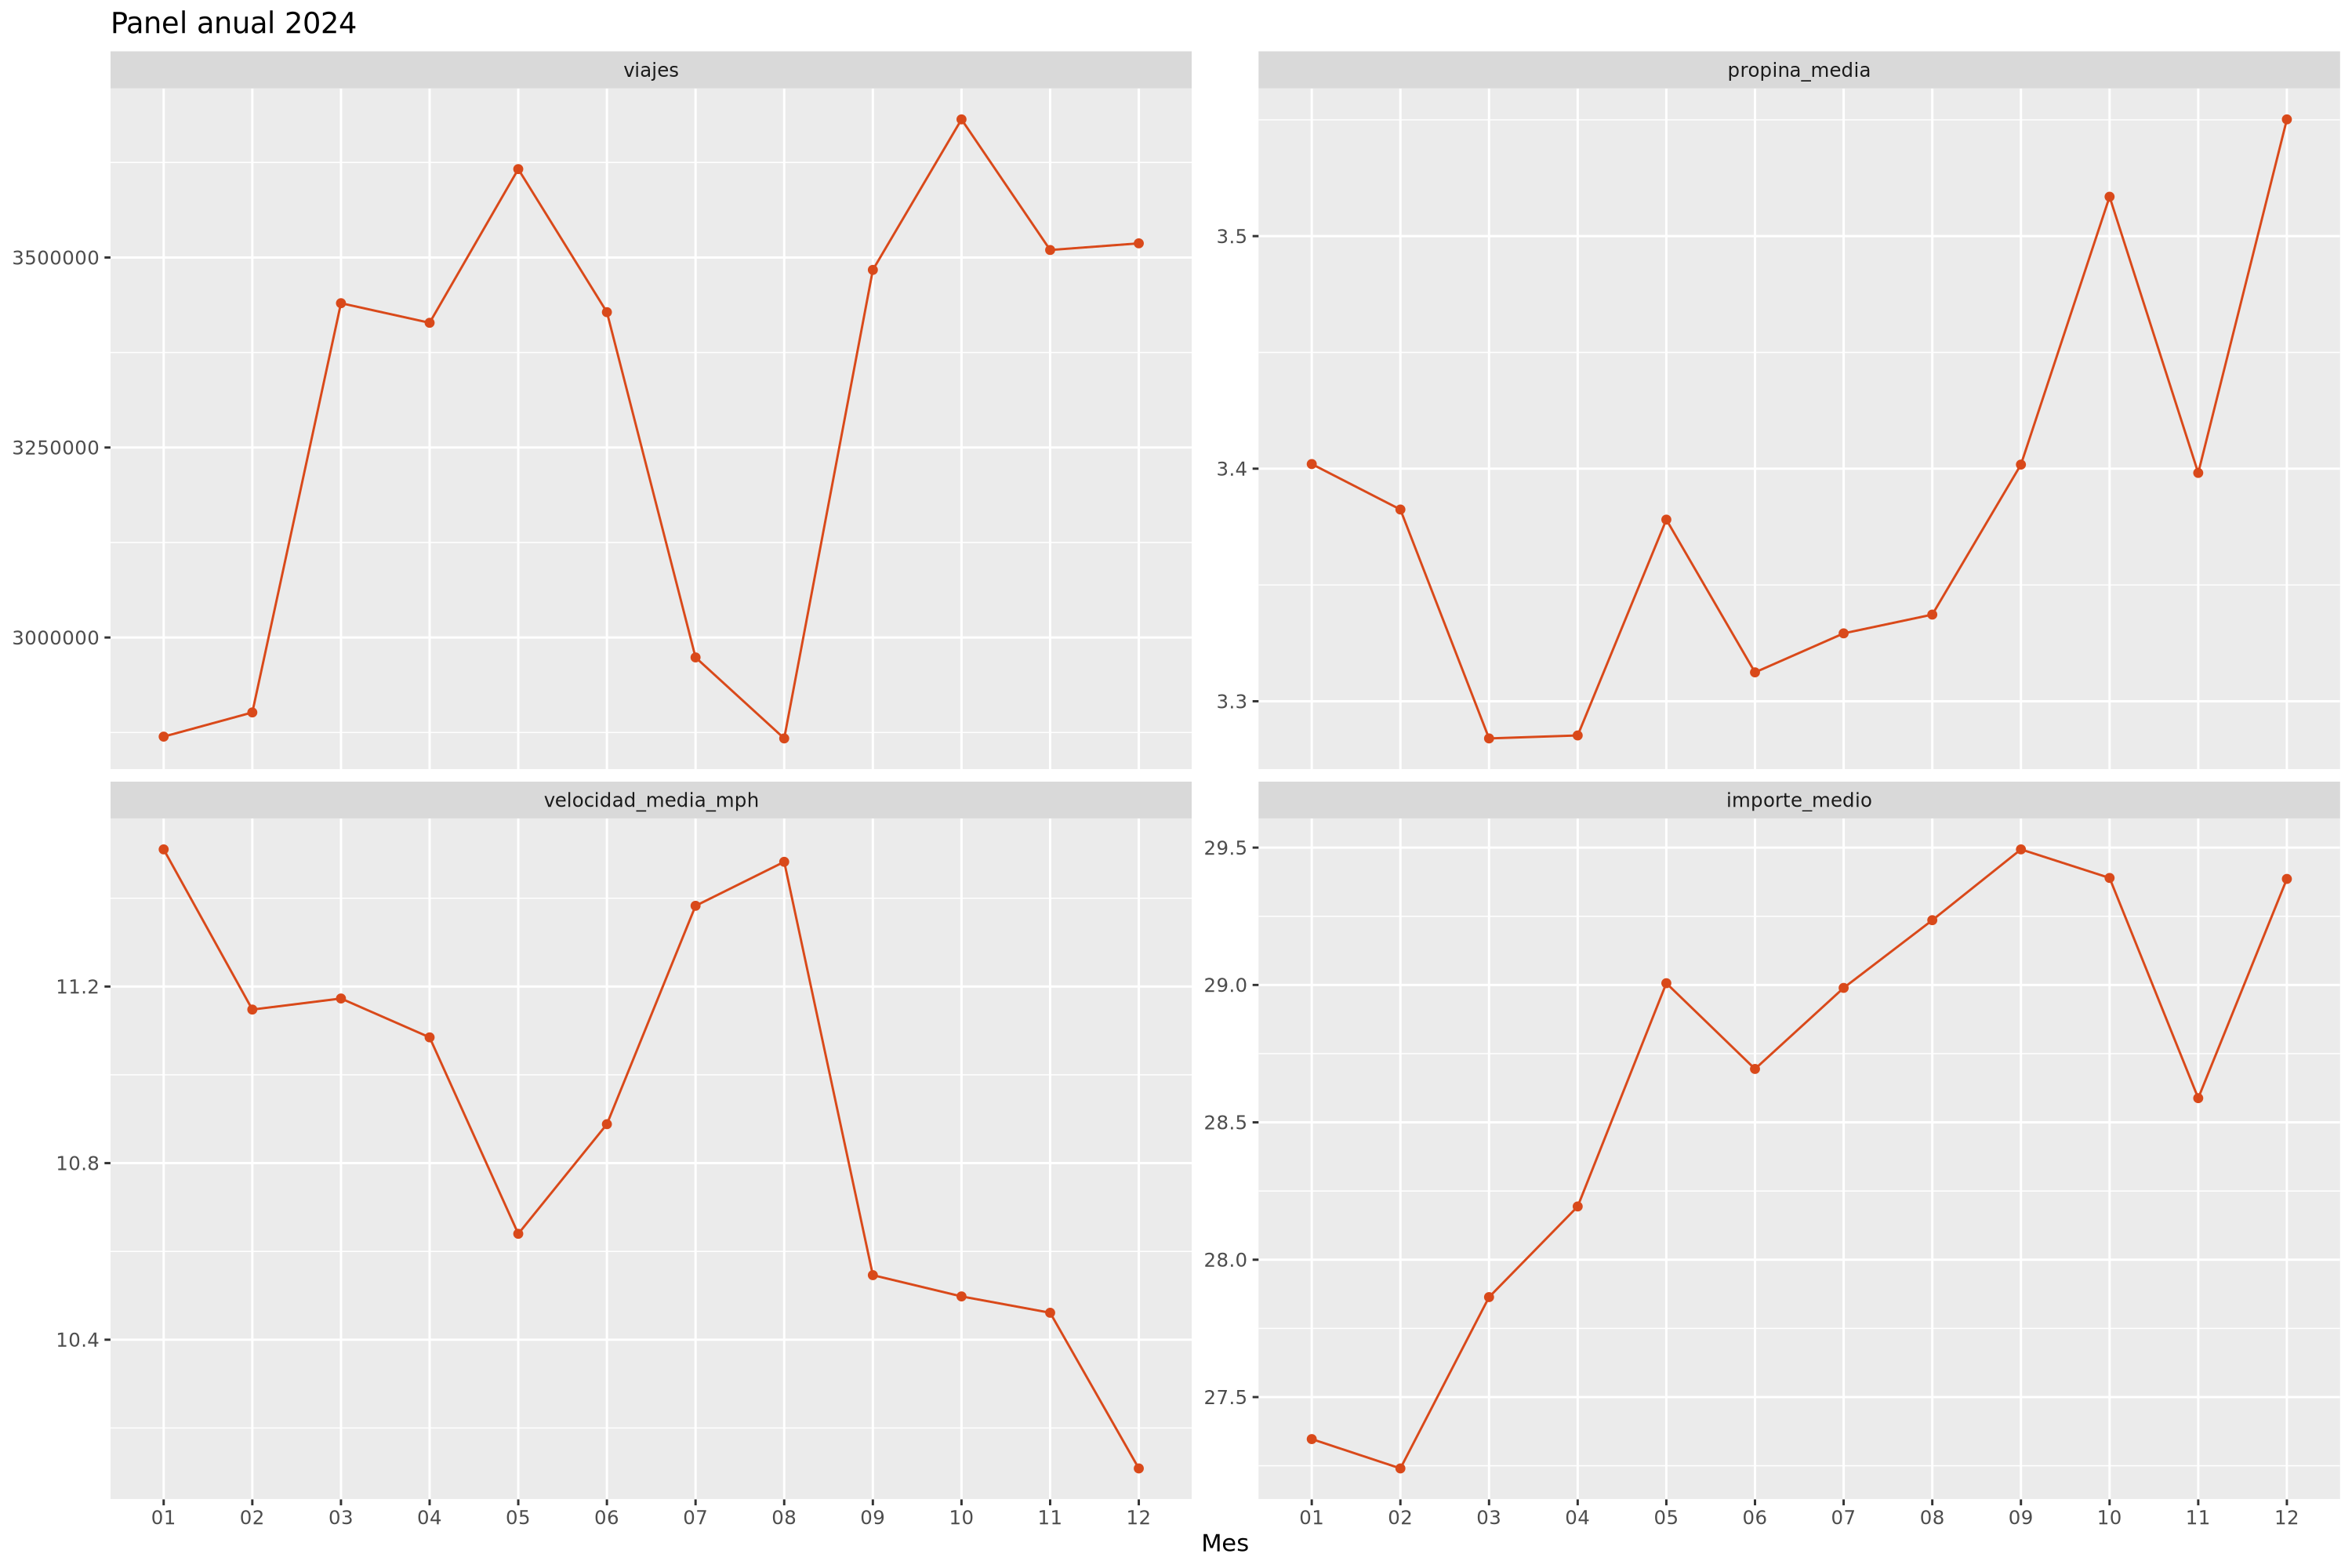 Panel anual 2024
viajes
3500000
3250000
3000000
propina_media
3.5
3.4
3.3
velocidad_media_mph
11.2
10.8
10.4
01 02 03 04 05 06 07 08 09 10 11 12
importe_medio
29.5
29.0
28.5
28.0
27.5
01 02 03 04 05 06 07 08 09 10 11 12
Mes